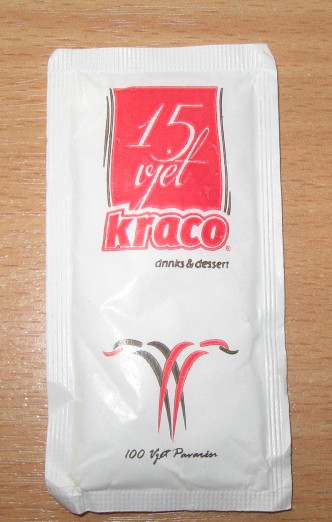 15
vjet
kraco®
drinks & dessert
100 Vjet Pavarësi